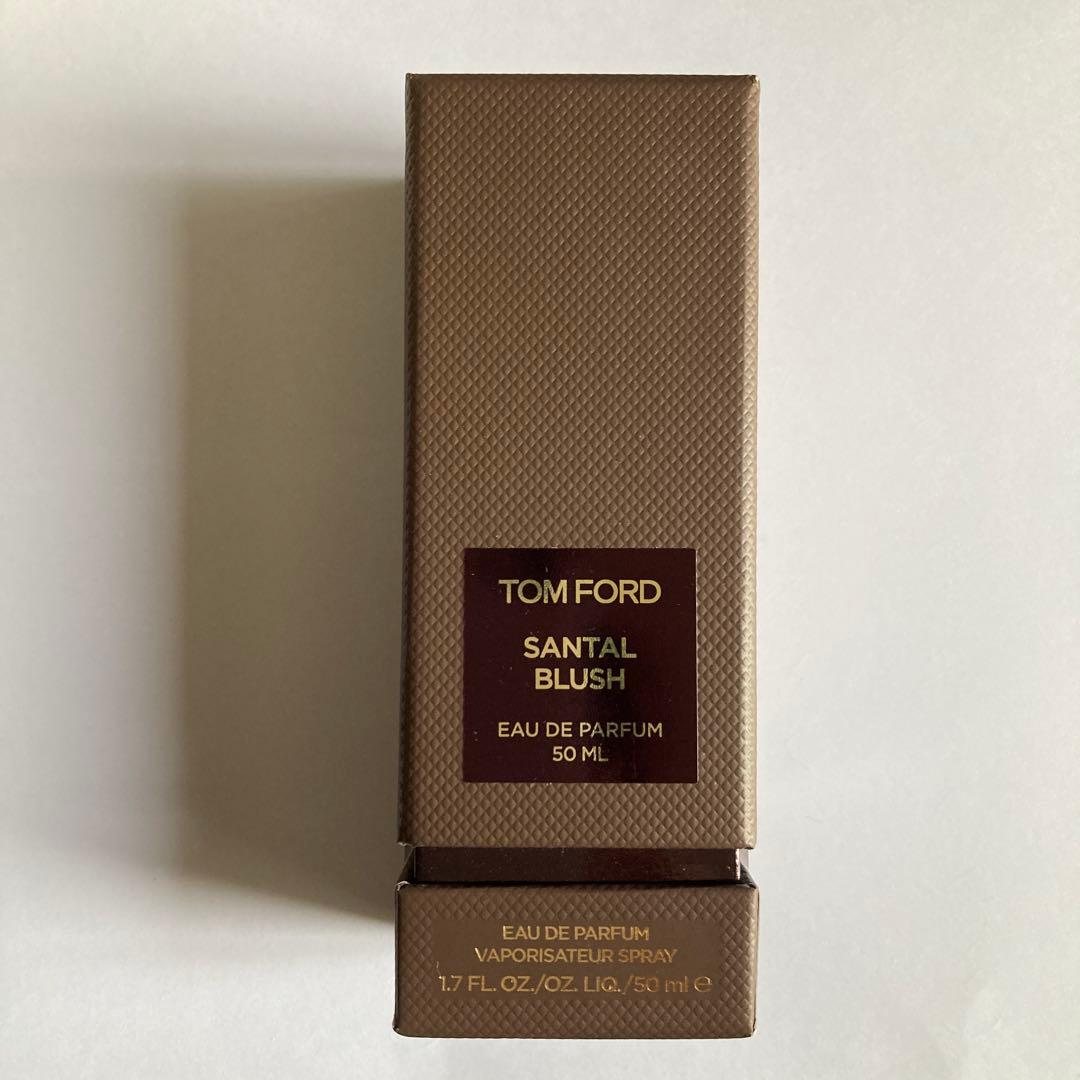 TOM FORD
SANTAL
BLUSH
EAU DE PARFUM
50 ML
EAU DE PARFUM
VAPORISATEUR SPRAY
1.7 FL. OZ./OZ. LIQ./50 ml ℮